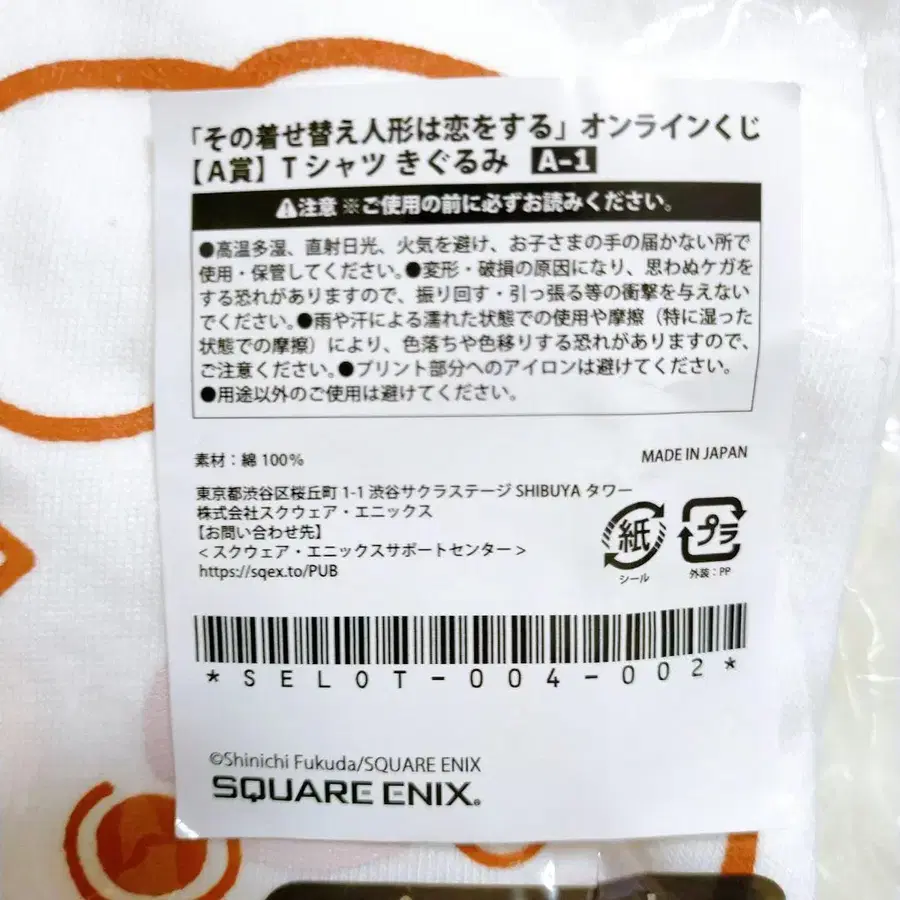 「その着せ替え人形は恋をする」オンラインくじ
【A賞】Tシャツ きぐるみ A-1
⚠注意 ※ご使用の前に必ずお読みください。
●高温多湿、直射日光、火気を避け、お子さまの手の届かない所で
使用・保管してください。●変形・破損の原因になり、思わぬケガを
する恐れがありますので、振り回す・引っ張る等の衝撃を与えない
でください。●雨や汗による濡れた状態での使用や摩擦（特に湿った
状態での摩擦）により、色落ちや色移りする恐れがありますので、
ご注意ください。●プリント部分へのアイロンは避けてください。
●用途以外のご使用は避けてください。
素材：綿 100%
MADE IN JAPAN
東京都渋谷区桜丘町 1-1 渋谷サクラステージ SHIBUYA タワー
株式会社スクウェア・エニックス
【お問い合わせ先】
<スクウェア・エニックスサポートセンター>
https://sqex.to/PUB
紙
シール
プラ
外装：PP
*SELOT-004-002*
©Shinichi Fukuda/SQUARE ENIX
SQUARE ENIX®